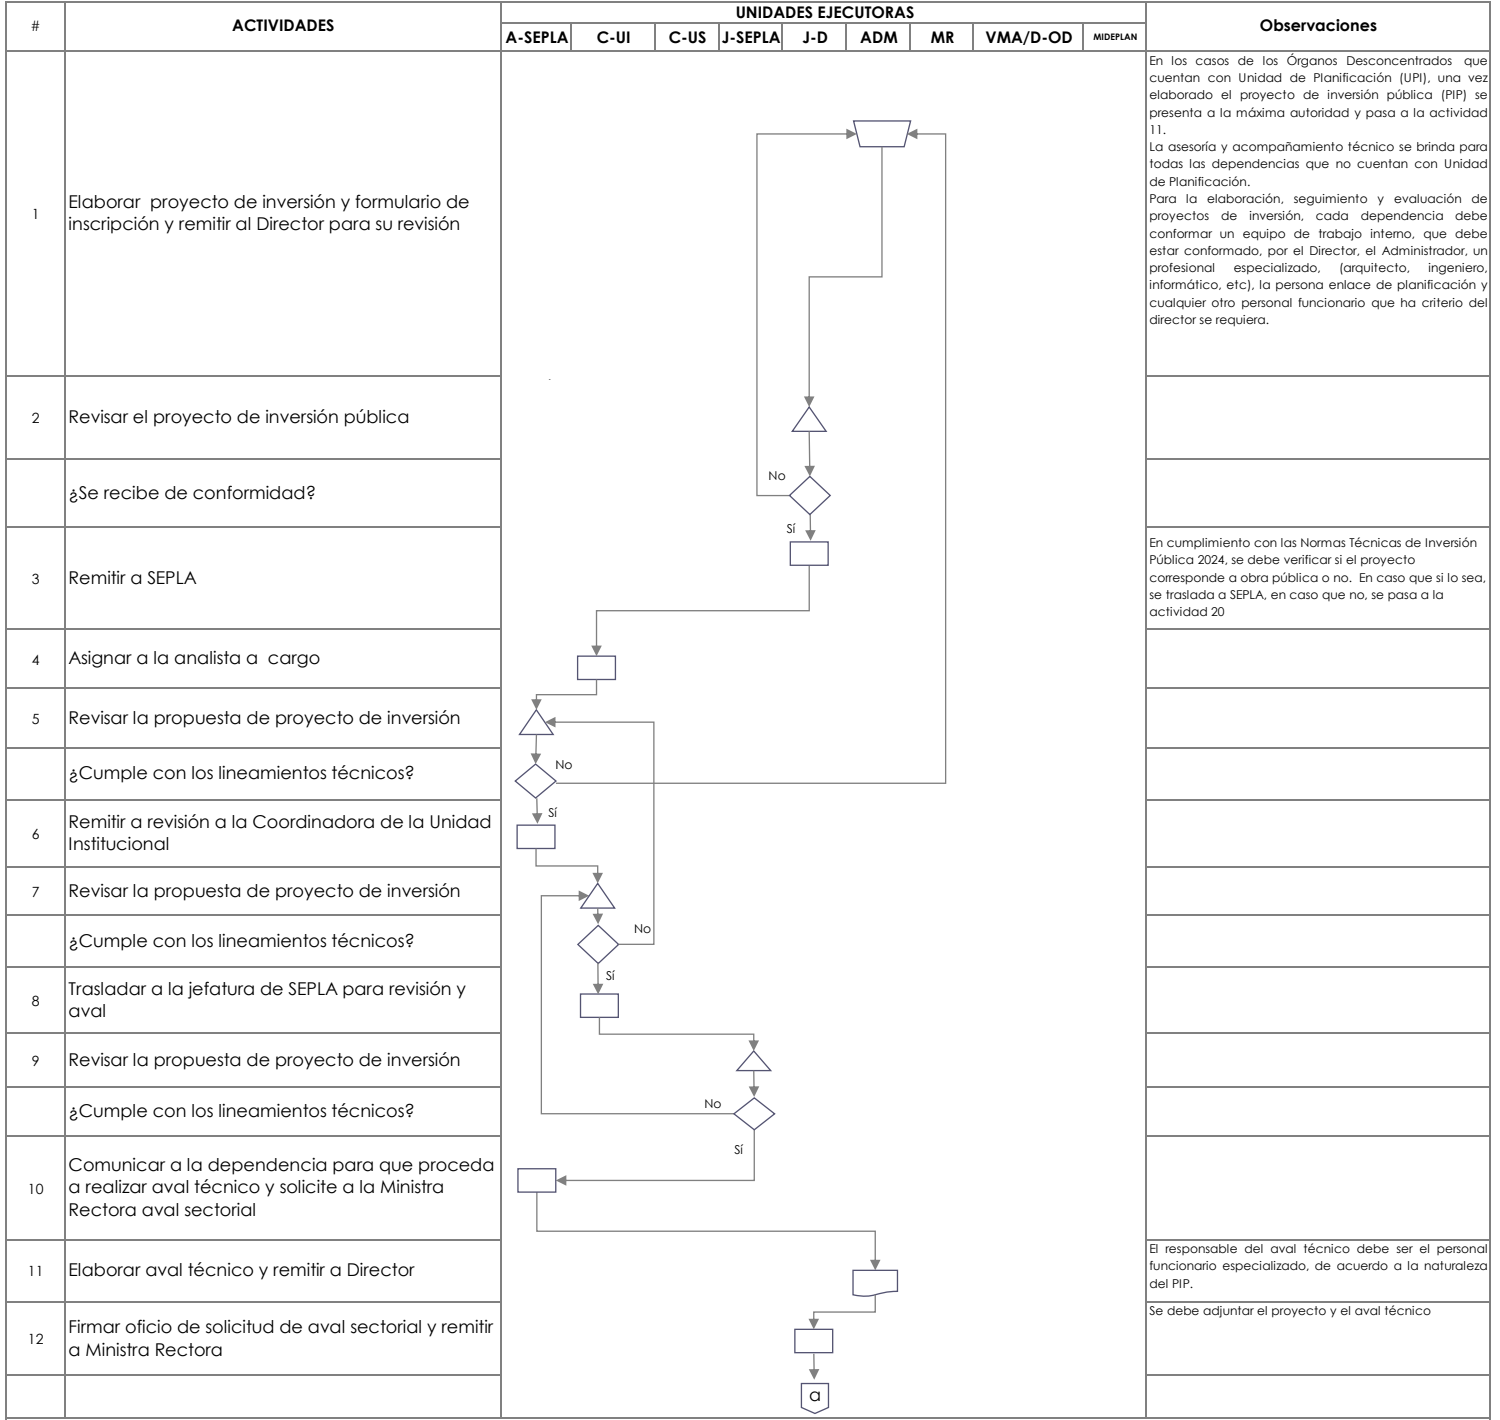 # ACTIVIDADES UNIDADES EJECUTORAS Observaciones
A-SEPLA C-UI C-US J-SEPLA J-D ADM MR VMA/D-OD MIDEPLAN
1
Elaborar proyecto de inversión y formulario de
inscripción y remitir al Director para su revisión
En los casos de los Órganos Desconcentrados que
cuentan con Unidad de Planificación (UPI), una vez
elaborado el proyecto de inversión pública (PIP) se
presenta a la máxima autoridad y pasa a la actividad
11.
La asesoría y acompañamiento técnico se brinda para
todas las dependencias que no cuentan con Unidad
de Planificación.
Para la elaboración, seguimiento y evaluación de
proyectos de inversión, cada dependencia debe
conformar un equipo de trabajo interno, que debe
estar conformado, por el Director, el Administrador, un
profesional especializado, (arquitecto, ingeniero,
informático, etc), la persona enlace de planificación y
cualquier otro personal funcionario que ha criterio del
director se requiera.
2 Revisar el proyecto de inversión pública
¿Se recibe de conformidad?
No
Sí
3 Remitir a SEPLA
En cumplimiento con las Normas Técnicas de Inversión
Pública 2024, se debe verificar si el proyecto
corresponde a obra pública o no. En caso que si lo sea,
se traslada a SEPLA, en caso que no, se pasa a la
actividad 20
4 Asignar a la analista a cargo
5 Revisar la propuesta de proyecto de inversión
¿Cumple con los lineamientos técnicos?
No
Sí
6
Remitir a revisión a la Coordinadora de la Unidad
Institucional
7 Revisar la propuesta de proyecto de inversión
¿Cumple con los lineamientos técnicos?
No
Sí
8
Trasladar a la jefatura de SEPLA para revisión y
aval
9 Revisar la propuesta de proyecto de inversión
¿Cumple con los lineamientos técnicos?
No
Sí
10
Comunicar a la dependencia para que proceda
a realizar aval técnico y solicite a la Ministra
Rectora aval sectorial
11 Elaborar aval técnico y remitir a Director
El responsable del aval técnico debe ser el personal
funcionario especializado, de acuerdo a la naturaleza
del PIP.
12
Firmar oficio de solicitud de aval sectorial y remitir
a Ministra Rectora
Se debe adjuntar el proyecto y el aval técnico
a